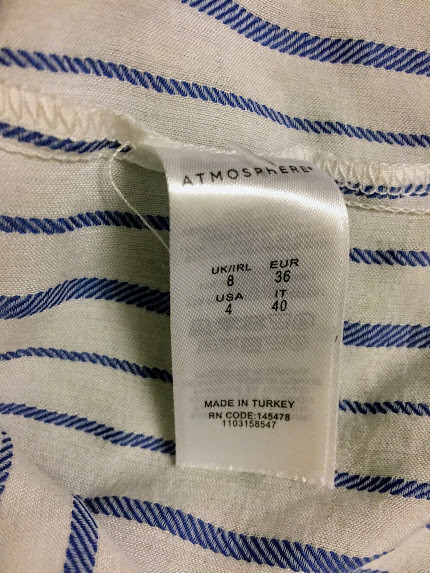 ATMOSPHERE
UK/IRL EUR
8 36
USA IT
4 40
MADE IN TURKEY
RN CODE:145478
1103158547